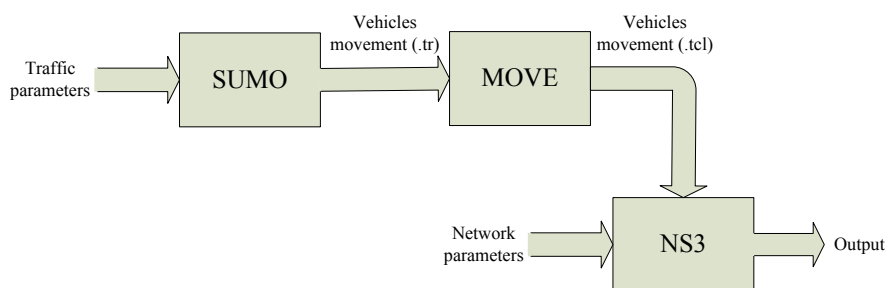 Traffic
parameters
SUMO
Vehicles
movement (.tr)
MOVE
Vehicles
movement (.tcl)
Network
parameters
NS3
Output